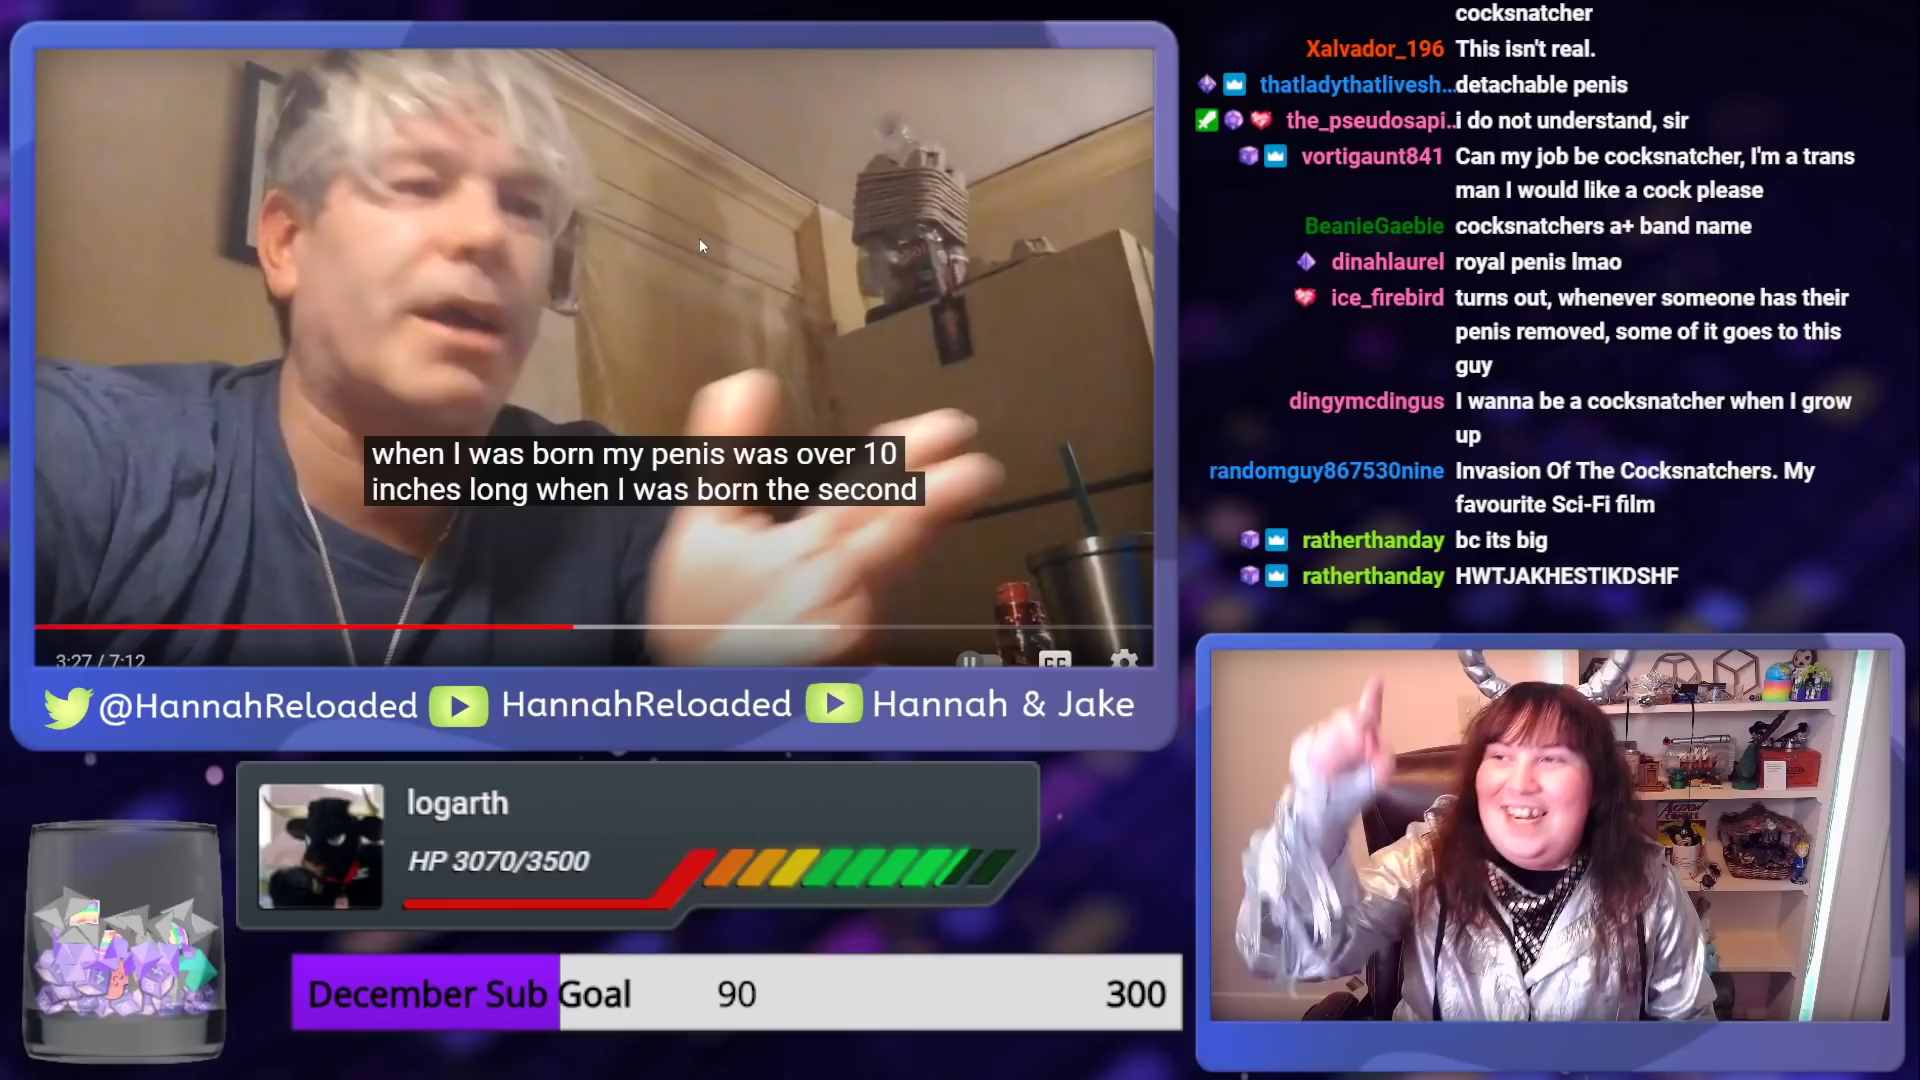 when I was born my penis was over 10
inches long when I was born the second
3:27 / 7:12
@HannahReloaded HannahReloaded Hannah & Jake
logarth
HP 3070/3500
December Sub Goal 90 300
cocksnatcher
Xalvador_196 This isn't real.
thatladythatlivesh... detachable penis
the_pseudosapi... i do not understand, sir
vortigaunt841 Can my job be cocksnatcher, I'm a trans
man I would like a cock please
BeanieGaebie cocksnatchers a+ band name
dinahlaurel royal penis lmao
ice_firebird turns out, whenever someone has their
penis removed, some of it goes to this
guy
dingymcdingus I wanna be a cocksnatcher when I grow
up
randomguy867530nine Invasion Of The Cocksnatchers. My
favourite Sci-Fi film
ratherthanday bc its big
ratherthanday HWTJAKHESTIKDSHF
ACTION
COMICS